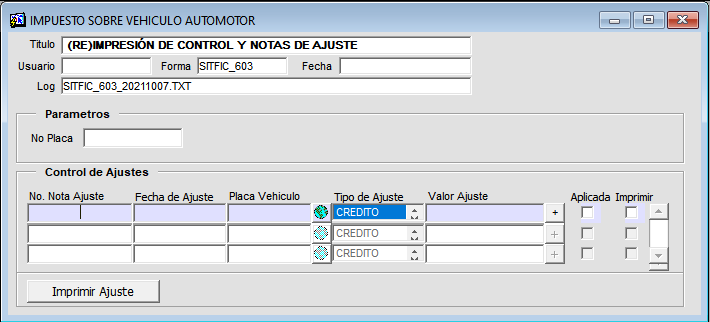 IMPUESTO SOBRE VEHICULO AUTOMOTOR
Titulo (RE)IMPRESIÓN DE CONTROL Y NOTAS DE AJUSTE
Usuario Forma SITFIC_603 Fecha
Log SITFIC_603_20211007.TXT
Parametros
No Placa
Control de Ajustes
No. Nota Ajuste Fecha de Ajuste Placa Vehiculo Tipo de Ajuste Valor Ajuste Aplicada Imprimir
CREDITO +
CREDITO +
CREDITO +
Imprimir Ajuste